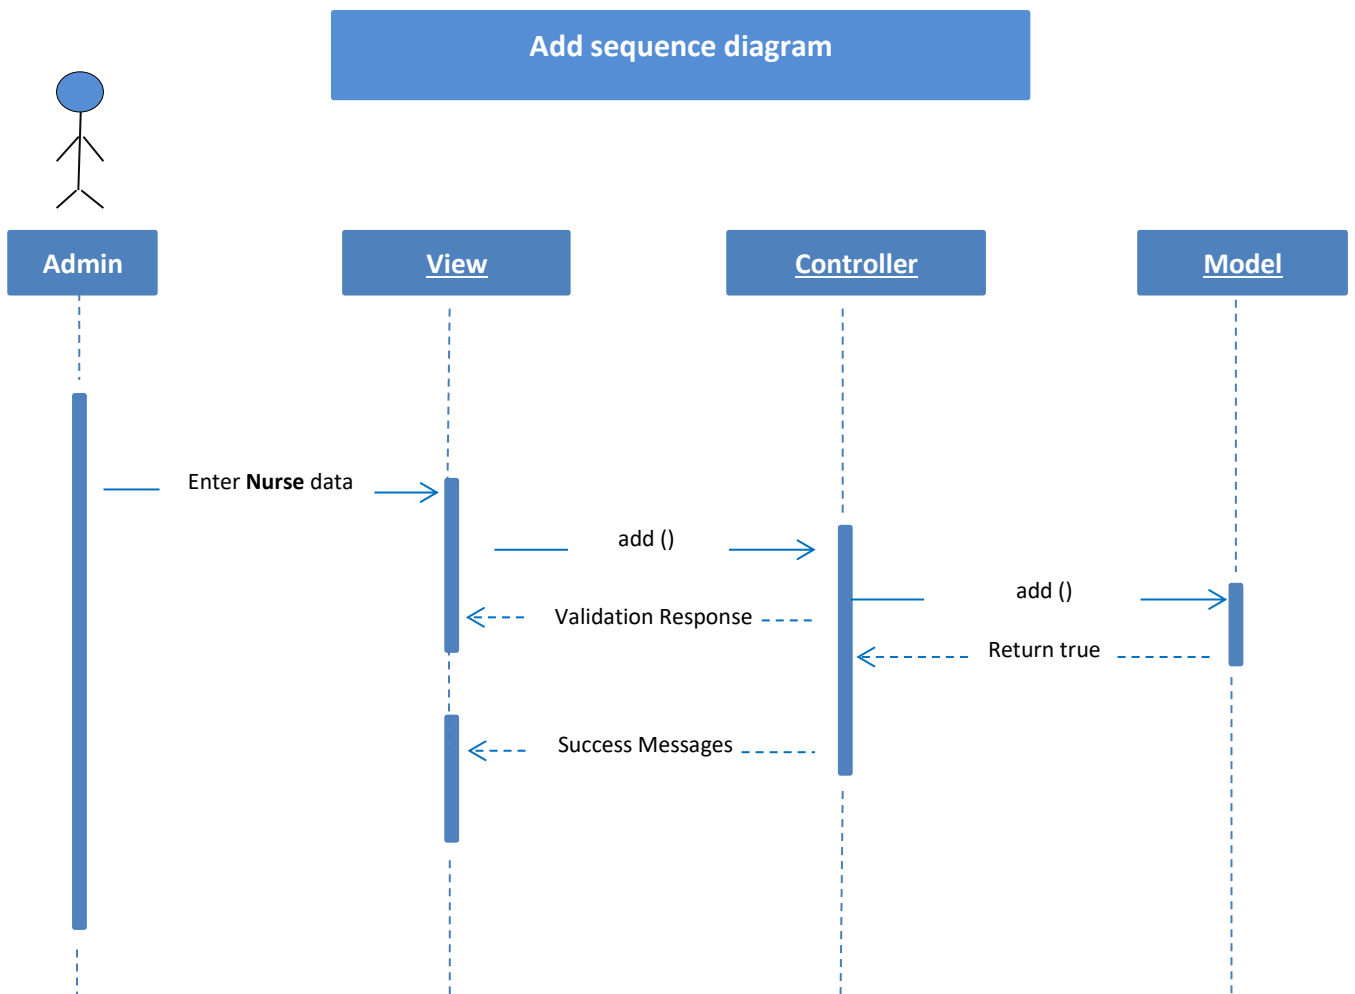 Add sequence diagram
Admin
View
Controller
Model
Enter Nurse data
add ()
add ()
Validation Response
Return true
Success Messages